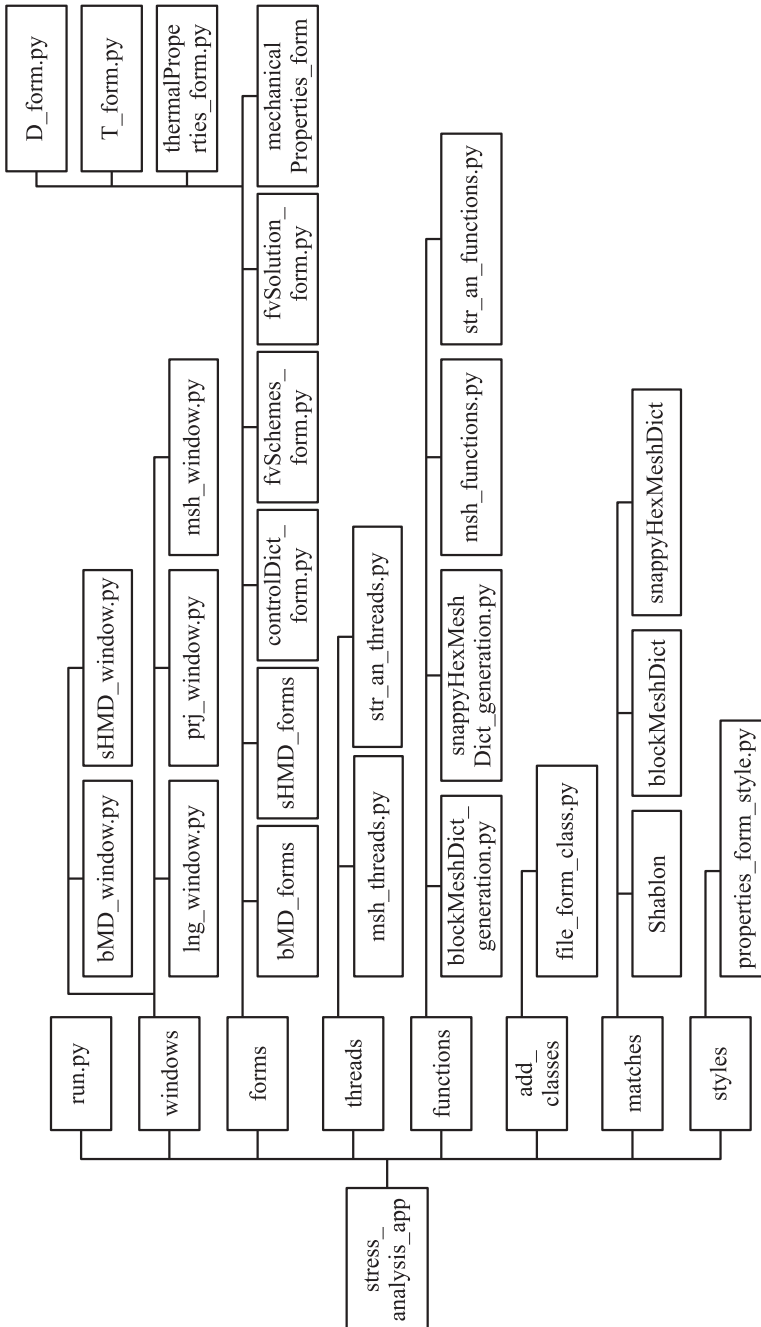 stress_
analysis_app
run.py
windows
bMD_window.py
sHMD_window.py
lng_window.py
prj_window.py
msh_window.py
forms
bMD_forms
sHMD_forms
controlDict_
form.py
fvSchemes_
form.py
fvSolution_
form.py
mechanical
Properties_form
D_form.py
T_form.py
thermalPrope
rties_form.py
threads
msh_threads.py
str_an_threads.py
functions
blockMeshDict_
generation.py
snappyHexMesh
Dict_generation.py
msh_functions.py
str_an_functions.py
add_
classes
file_form_class.py
matches
Shablon
blockMeshDict
snappyHexMeshDict
styles
properties_form_style.py